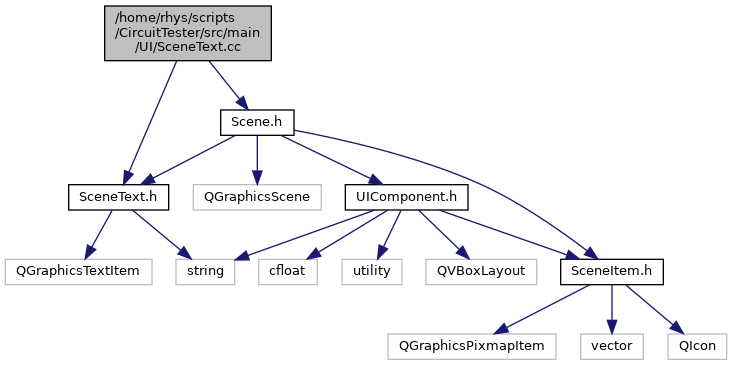 /home/rhys/scripts
/CircuitTester/src/main
/UI/SceneText.cc
Scene.h
SceneText.h
QGraphicsScene
UIComponent.h
QGraphicsTextItem
string
cfloat
utility
QVBoxLayout
SceneItem.h
QGraphicsPixmapItem
vector
QIcon